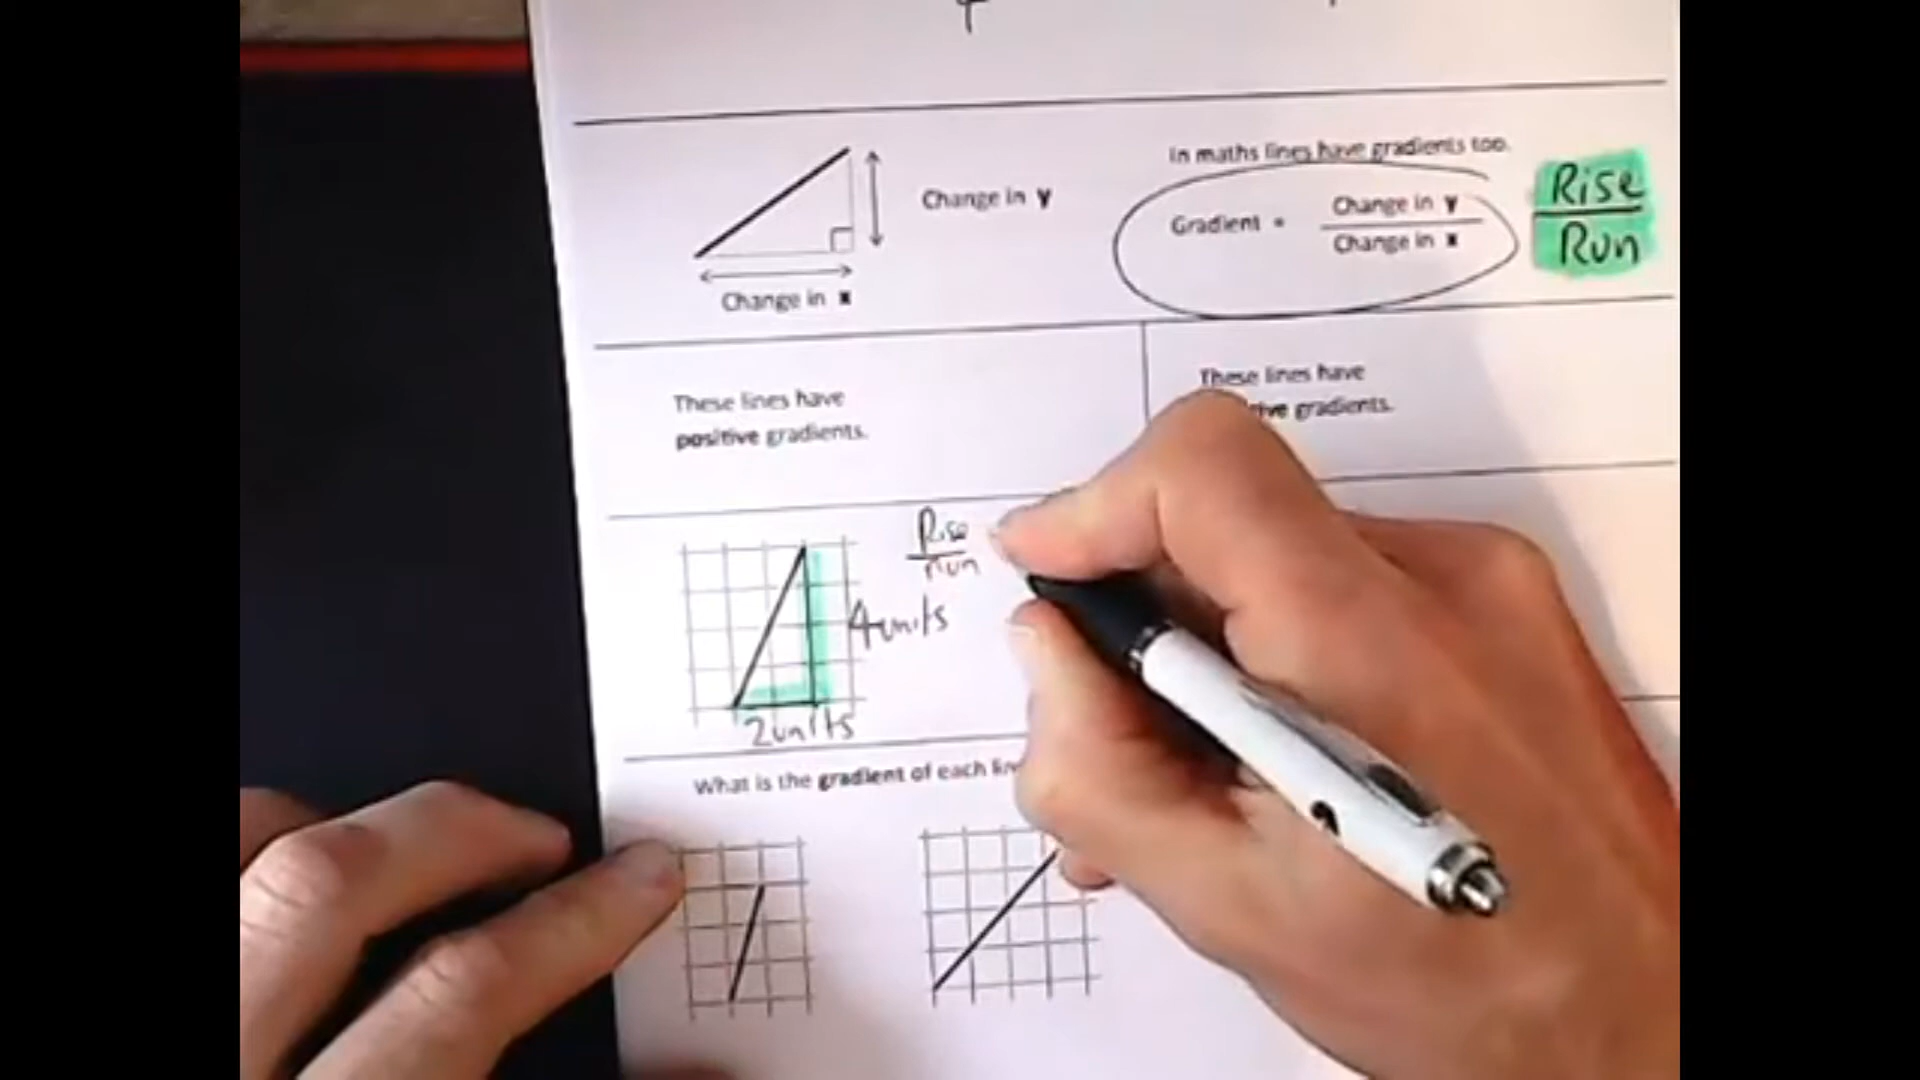 In maths lines have gradients too.
Change in y
Gradient =
Change in y
Change in x
Rise
Run
Change in x
These lines have
positive gradients.
These lines have
gradients.
Rise
run
4units
2units
What is the gradient of each